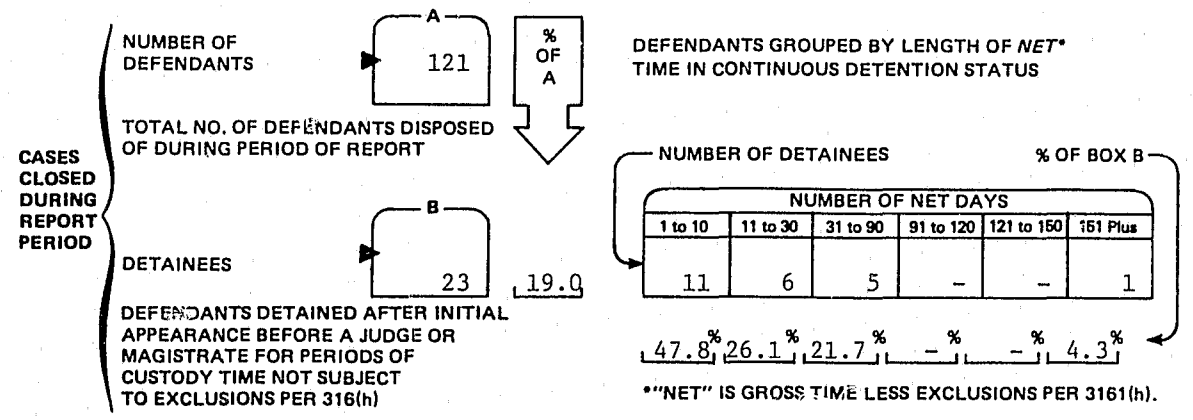 CASES
CLOSED
DURING
REPORT
PERIOD
NUMBER OF
DEFENDANTS
A
121
%
OF
A
TOTAL NO. OF DEFENDANTS DISPOSED
OF DURING PERIOD OF REPORT
B
DETAINEES
23 19.0
DEFENDANTS DETAINED AFTER INITIAL
APPEARANCE BEFORE A JUDGE OR
MAGISTRATE FOR PERIODS OF
CUSTODY TIME NOT SUBJECT
TO EXCLUSIONS PER 316(h)
DEFENDANTS GROUPED BY LENGTH OF NET*
TIME IN CONTINUOUS DETENTION STATUS
NUMBER OF DETAINEES % OF BOX B
NUMBER OF NET DAYS
1 to 10 11 to 30 31 to 90 91 to 120 121 to 150 151 Plus
11 6 5 – – 1
47.8% 26.1% 21.7% –% –% 4.3%
*"NET" IS GROSS TIME LESS EXCLUSIONS PER 3161(h).